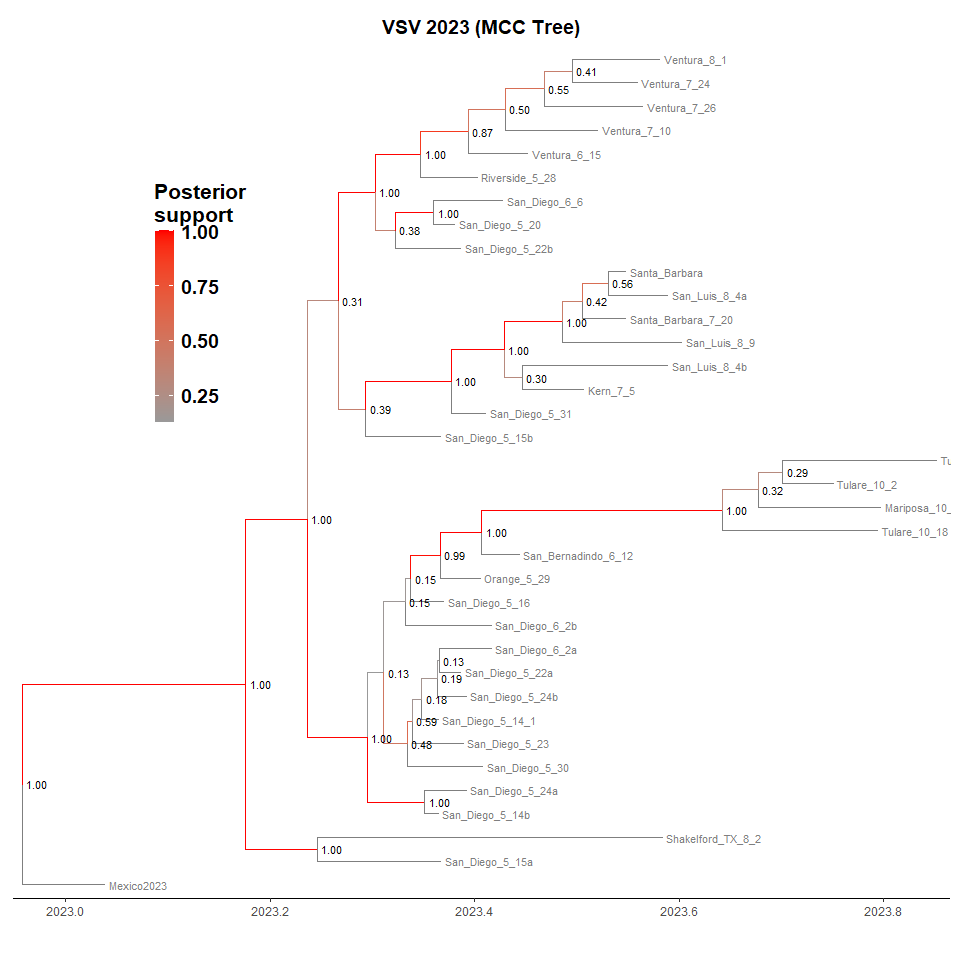 VSV 2023 (MCC Tree)
Ventura_8_1
0.41
Ventura_7_24
0.55
Ventura_7_26
0.50
Ventura_7_10
0.87
Ventura_6_15
1.00
Riverside_5_28
Posterior
support
1.00
0.75
0.50
0.25
1.00
San_Diego_6_6
1.00
San_Diego_5_20
0.38
San_Diego_5_22b
Santa_Barbara
0.56
San_Luis_8_4a
0.42
0.31
Santa_Barbara_7_20
1.00
San_Luis_8_9
1.00
San_Luis_8_4b
0.30
1.00
Kern_7_5
0.39
San_Diego_5_31
San_Diego_5_15b
Tu
0.29
Tulare_10_2
0.32
Mariposa_10_
1.00
1.00
Tulare_10_18
1.00
San_Bernadindo_6_12
0.99
Orange_5_29
0.15
San_Diego_5_16
0.15
San_Diego_6_2b
San_Diego_6_2a
0.13
0.13
San_Diego_5_22a
0.19
1.00
San_Diego_5_24b
0.18
San_Diego_5_14_1
0.59
1.00
San_Diego_5_23
0.48
San_Diego_5_30
1.00
San_Diego_5_24a
1.00
San_Diego_5_14b
Shakelford_TX_8_2
1.00
San_Diego_5_15a
Mexico2023
2023.0 2023.2 2023.4 2023.6 2023.8